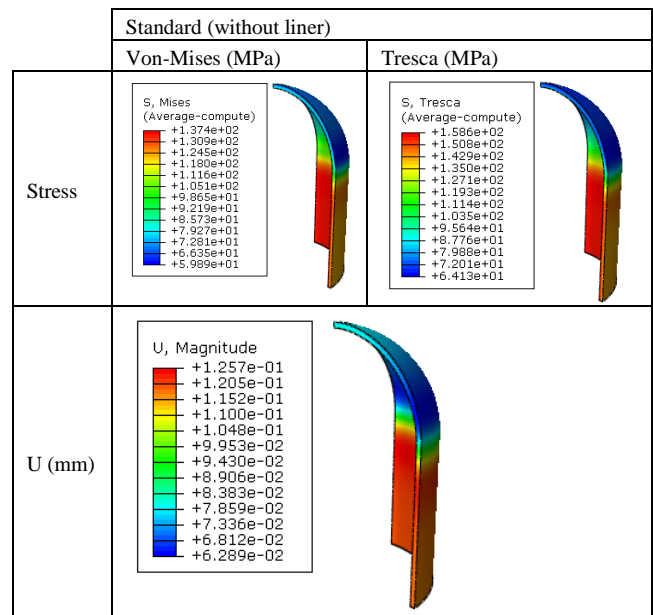 Standard (without liner)
Von-Mises (MPa)
Tresca (MPa)
Stress
S, Mises
(Average-compute)
+1.374e+02
+1.309e+02
+1.245e+02
+1.180e+02
+1.116e+02
+1.051e+02
+9.865e+01
+9.219e+01
+8.573e+01
+7.927e+01
+7.281e+01
+6.635e+01
+5.989e+01
S, Tresca
(Average-compute)
+1.586e+02
+1.508e+02
+1.429e+02
+1.350e+02
+1.271e+02
+1.193e+02
+1.114e+02
+1.035e+02
+9.564e+01
+8.776e+01
+7.988e+01
+7.201e+01
+6.413e+01
U (mm)
U, Magnitude
+1.257e-01
+1.205e-01
+1.152e-01
+1.100e-01
+1.048e-01
+9.953e-02
+9.430e-02
+8.906e-02
+8.383e-02
+7.859e-02
+7.336e-02
+6.812e-02
+6.289e-02